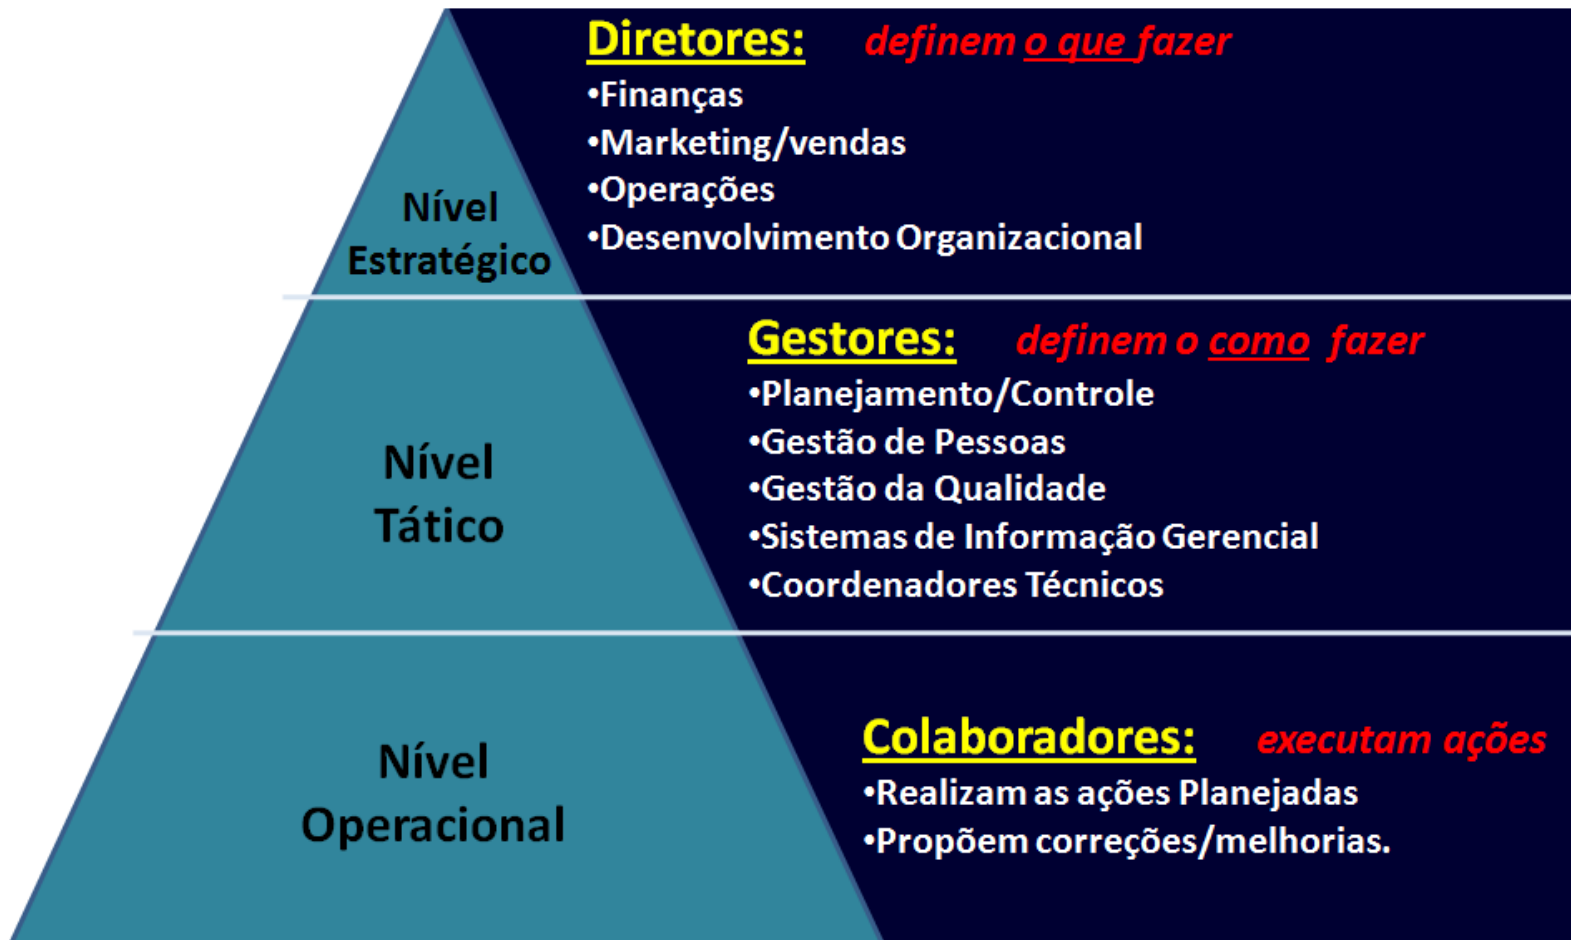 Diretores: definem o que fazer
•Finanças
•Marketing/vendas
•Operações
•Desenvolvimento Organizacional
Nível
Estratégico
Gestores: definem o como fazer
•Planejamento/Controle
•Gestão de Pessoas
•Gestão da Qualidade
•Sistemas de Informação Gerencial
•Coordenadores Técnicos
Nível
Tático
Colaboradores: executam ações
•Realizam as ações Planejadas
•Propõem correções/melhorias.
Nível
Operacional